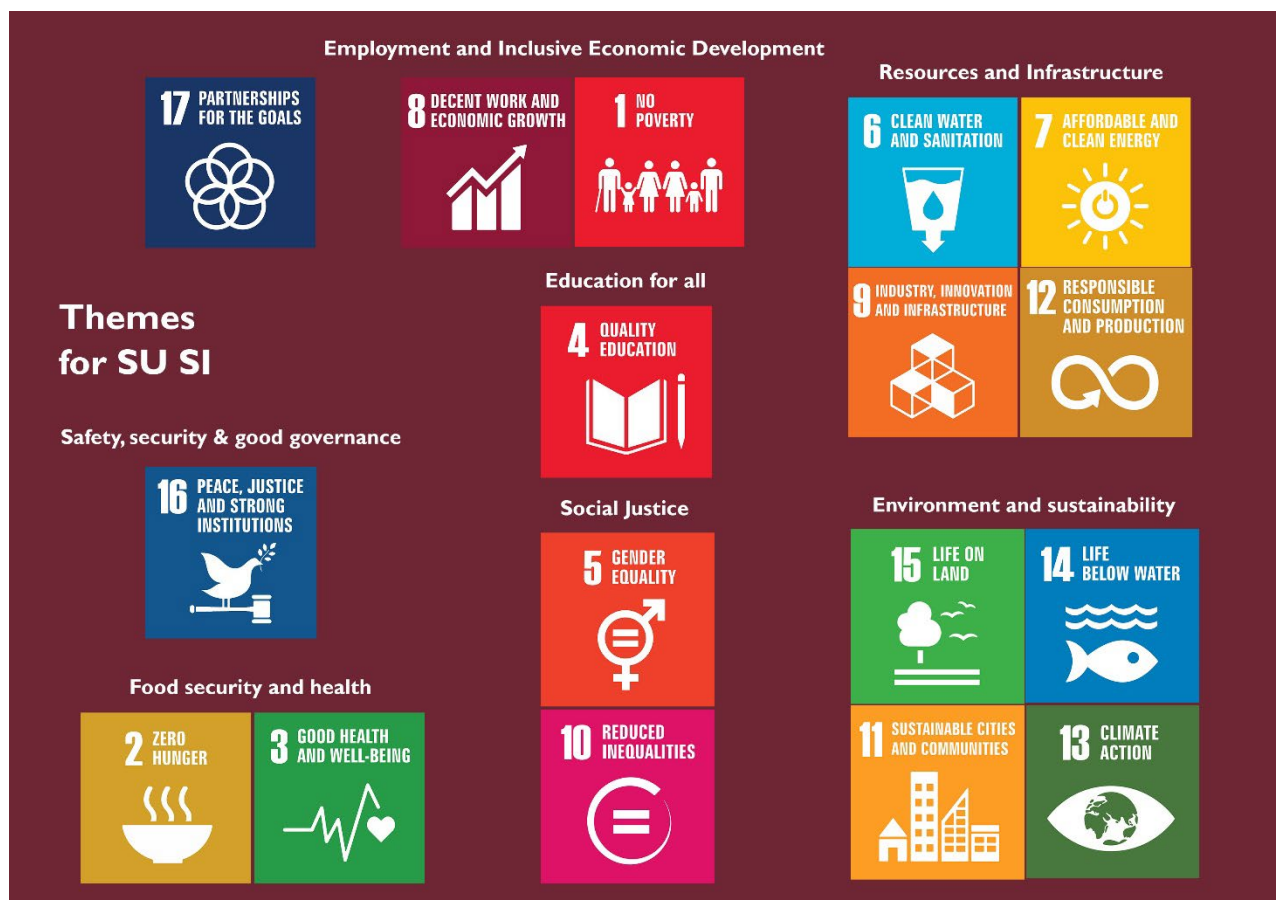 Employment and Inclusive Economic Development
17 PARTNERSHIPS
FOR THE GOALS
8 DECENT WORK AND
ECONOMIC GROWTH
1 NO
POVERTY
Resources and Infrastructure
6 CLEAN WATER
AND SANITATION
7 AFFORDABLE AND
CLEAN ENERGY
9 INDUSTRY, INNOVATION
AND INFRASTRUCTURE
12 RESPONSIBLE
CONSUMPTION
AND PRODUCTION
Themes
for SU SI
Education for all
4 QUALITY
EDUCATION
Safety, security & good governance
16 PEACE, JUSTICE
AND STRONG
INSTITUTIONS
Social Justice
5 GENDER
EQUALITY
10 REDUCED
INEQUALITIES
Environment and sustainability
15 LIFE ON
LAND
14 LIFE
BELOW WATER
11 SUSTAINABLE CITIES
AND COMMUNITIES
13 CLIMATE
ACTION
Food security and health
2 ZERO
HUNGER
3 GOOD HEALTH
AND WELL-BEING